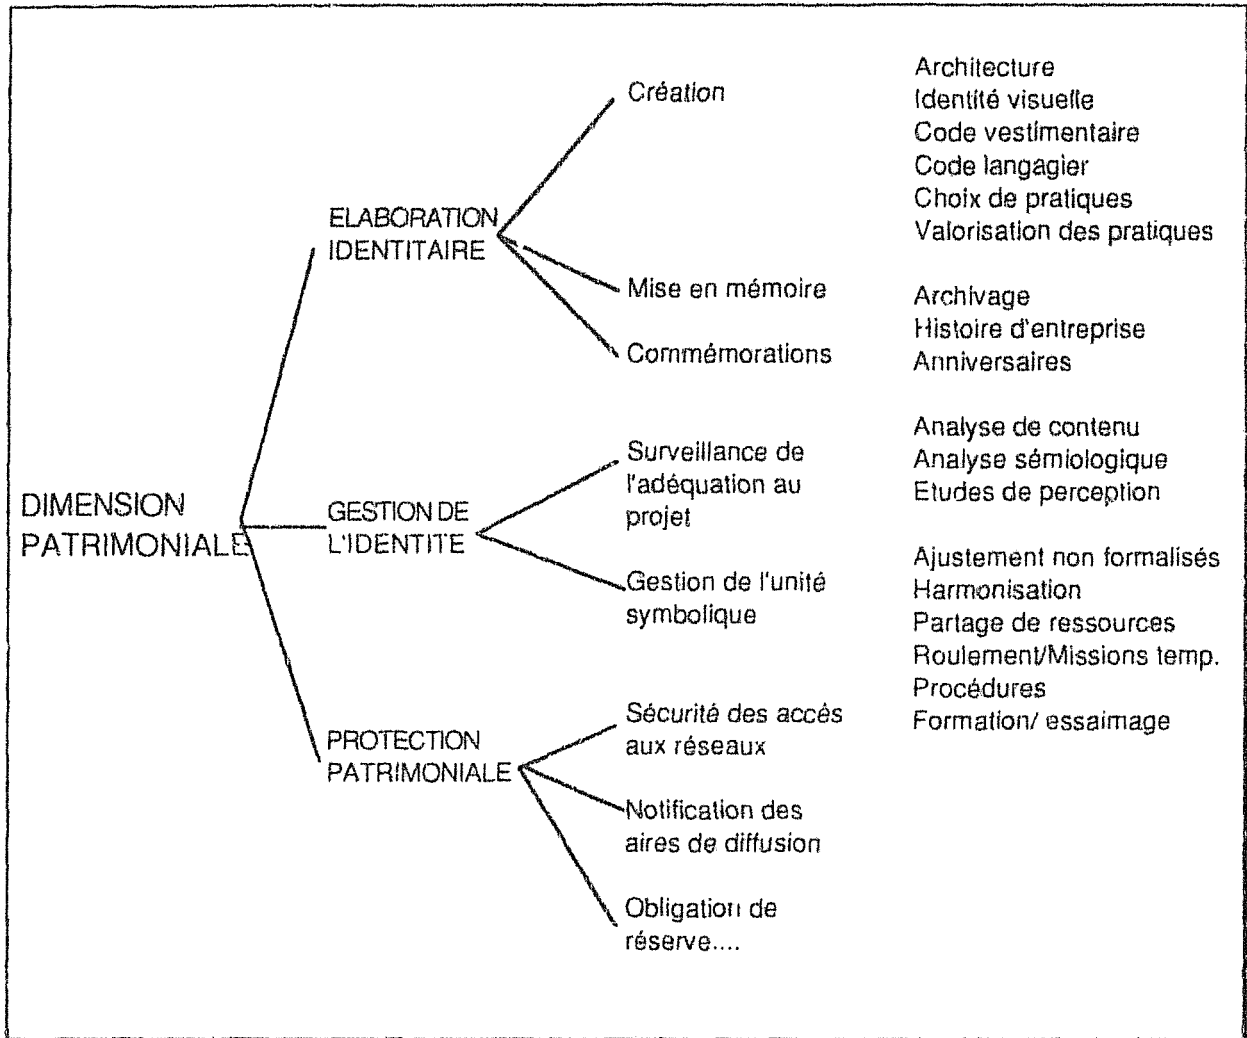 Création
Architecture
Identité visuelle
Code vestimentaire
Code langagier
Choix de pratiques
Valorisation des pratiques
ELABORATION
IDENTITAIRE
Mise en mémoire
Archivage
Histoire d'entreprise
Commémorations
Anniversaires
DIMENSION
PATRIMONIALE
GESTION DE
L'IDENTITE
Surveillance de
l'adéquation au
projet
Analyse de contenu
Analyse sémiologique
Etudes de perception
Gestion de l'unité
symbolique
Ajustement non formalisés
Harmonisation
Partage de ressources
Roulement/Missions temp.
Procédures
Formation/ essaimage
PROTECTION
PATRIMONIALE
Sécurité des accès
aux réseaux
Notification des
aires de diffusion
Obligation de
réserve....